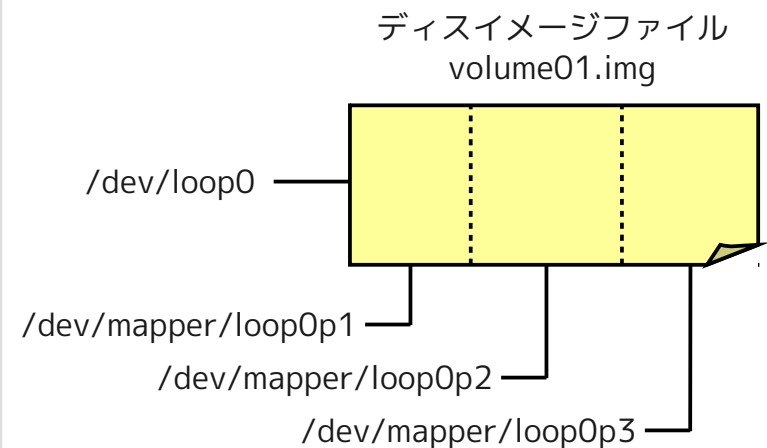 ディスイメージファイル
volume01.img
/dev/loop0
/dev/mapper/loop0p1
/dev/mapper/loop0p2
/dev/mapper/loop0p3